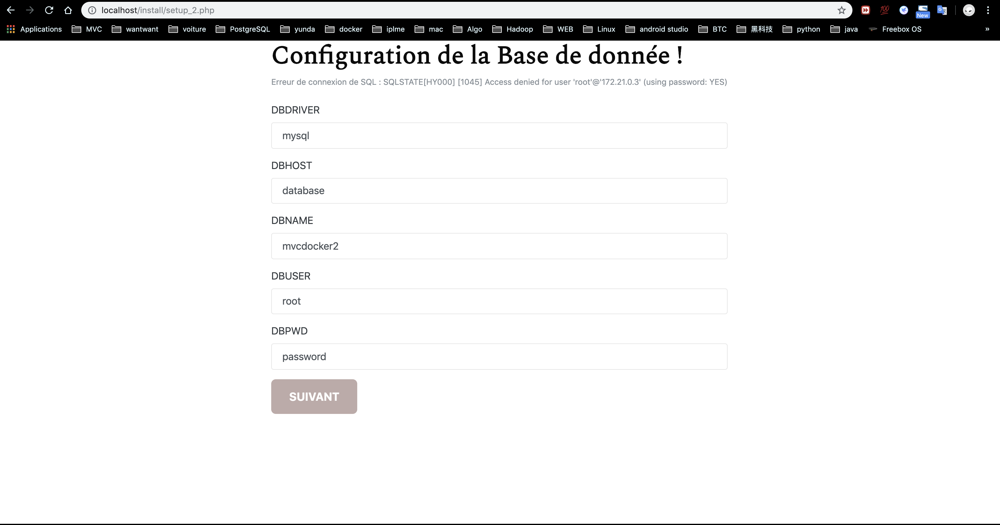 localhost/install/setup_2.php
100
New
G
Applications MVC wantwant voiture PostgreSQL yunda docker iplme mac Algo Hadoop WEB Linux android studio BTC 黑科技 python java Freebox OS »
Configuration de la Base de donnée !
Erreur de connexion de SQL : SQLSTATE[HY000] [1045] Access denied for user 'root'@'172.21.0.3' (using password: YES)
DBDRIVER
mysql
DBHOST
database
DBNAME
mvcdocker2
DBUSER
root
DBPWD
password
SUIVANT